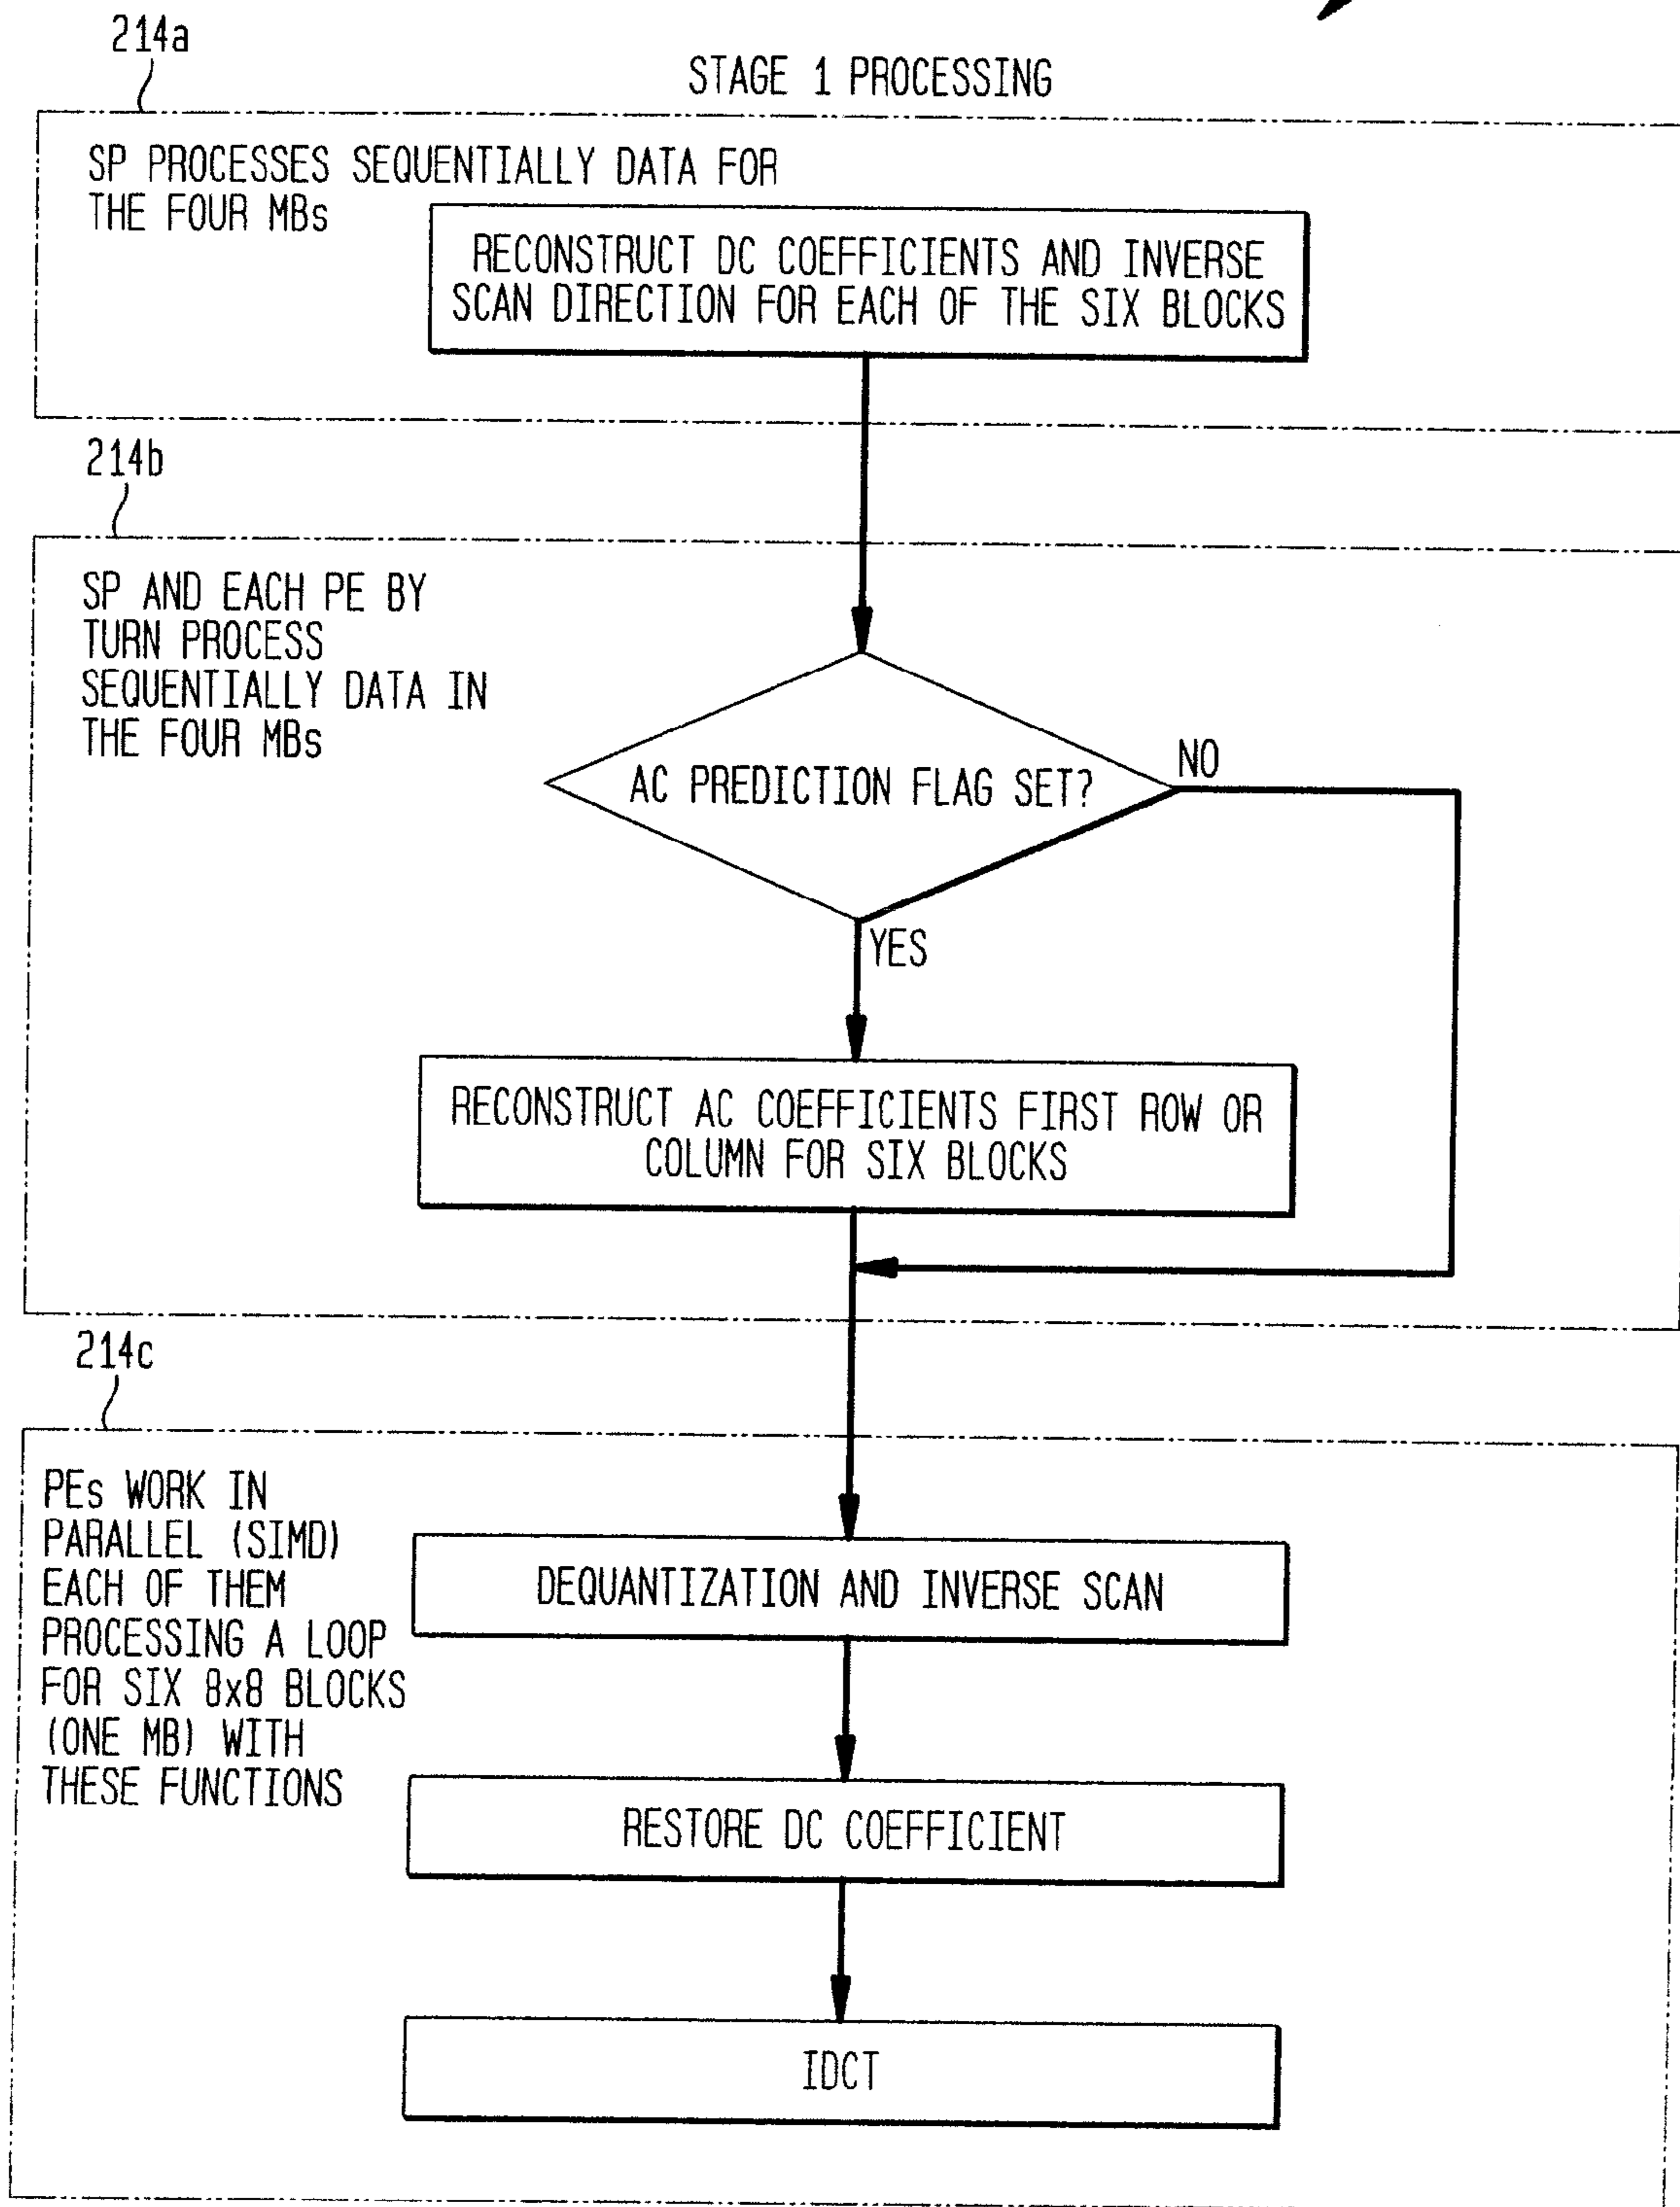 214a
STAGE 1 PROCESSING
SP PROCESSES SEQUENTIALLY DATA FOR
THE FOUR MBs
RECONSTRUCT DC COEFFICIENTS AND INVERSE
SCAN DIRECTION FOR EACH OF THE SIX BLOCKS
214b
SP AND EACH PE BY
TURN PROCESS
SEQUENTIALLY DATA IN
THE FOUR MBs
AC PREDICTION FLAG SET?
NO
YES
RECONSTRUCT AC COEFFICIENTS FIRST ROW OR
COLUMN FOR SIX BLOCKS
214c
PEs WORK IN
PARALLEL (SIMD)
EACH OF THEM
PROCESSING A LOOP
FOR SIX 8x8 BLOCKS
(ONE MB) WITH
THESE FUNCTIONS
DEQUANTIZATION AND INVERSE SCAN
RESTORE DC COEFFICIENT
IDCT